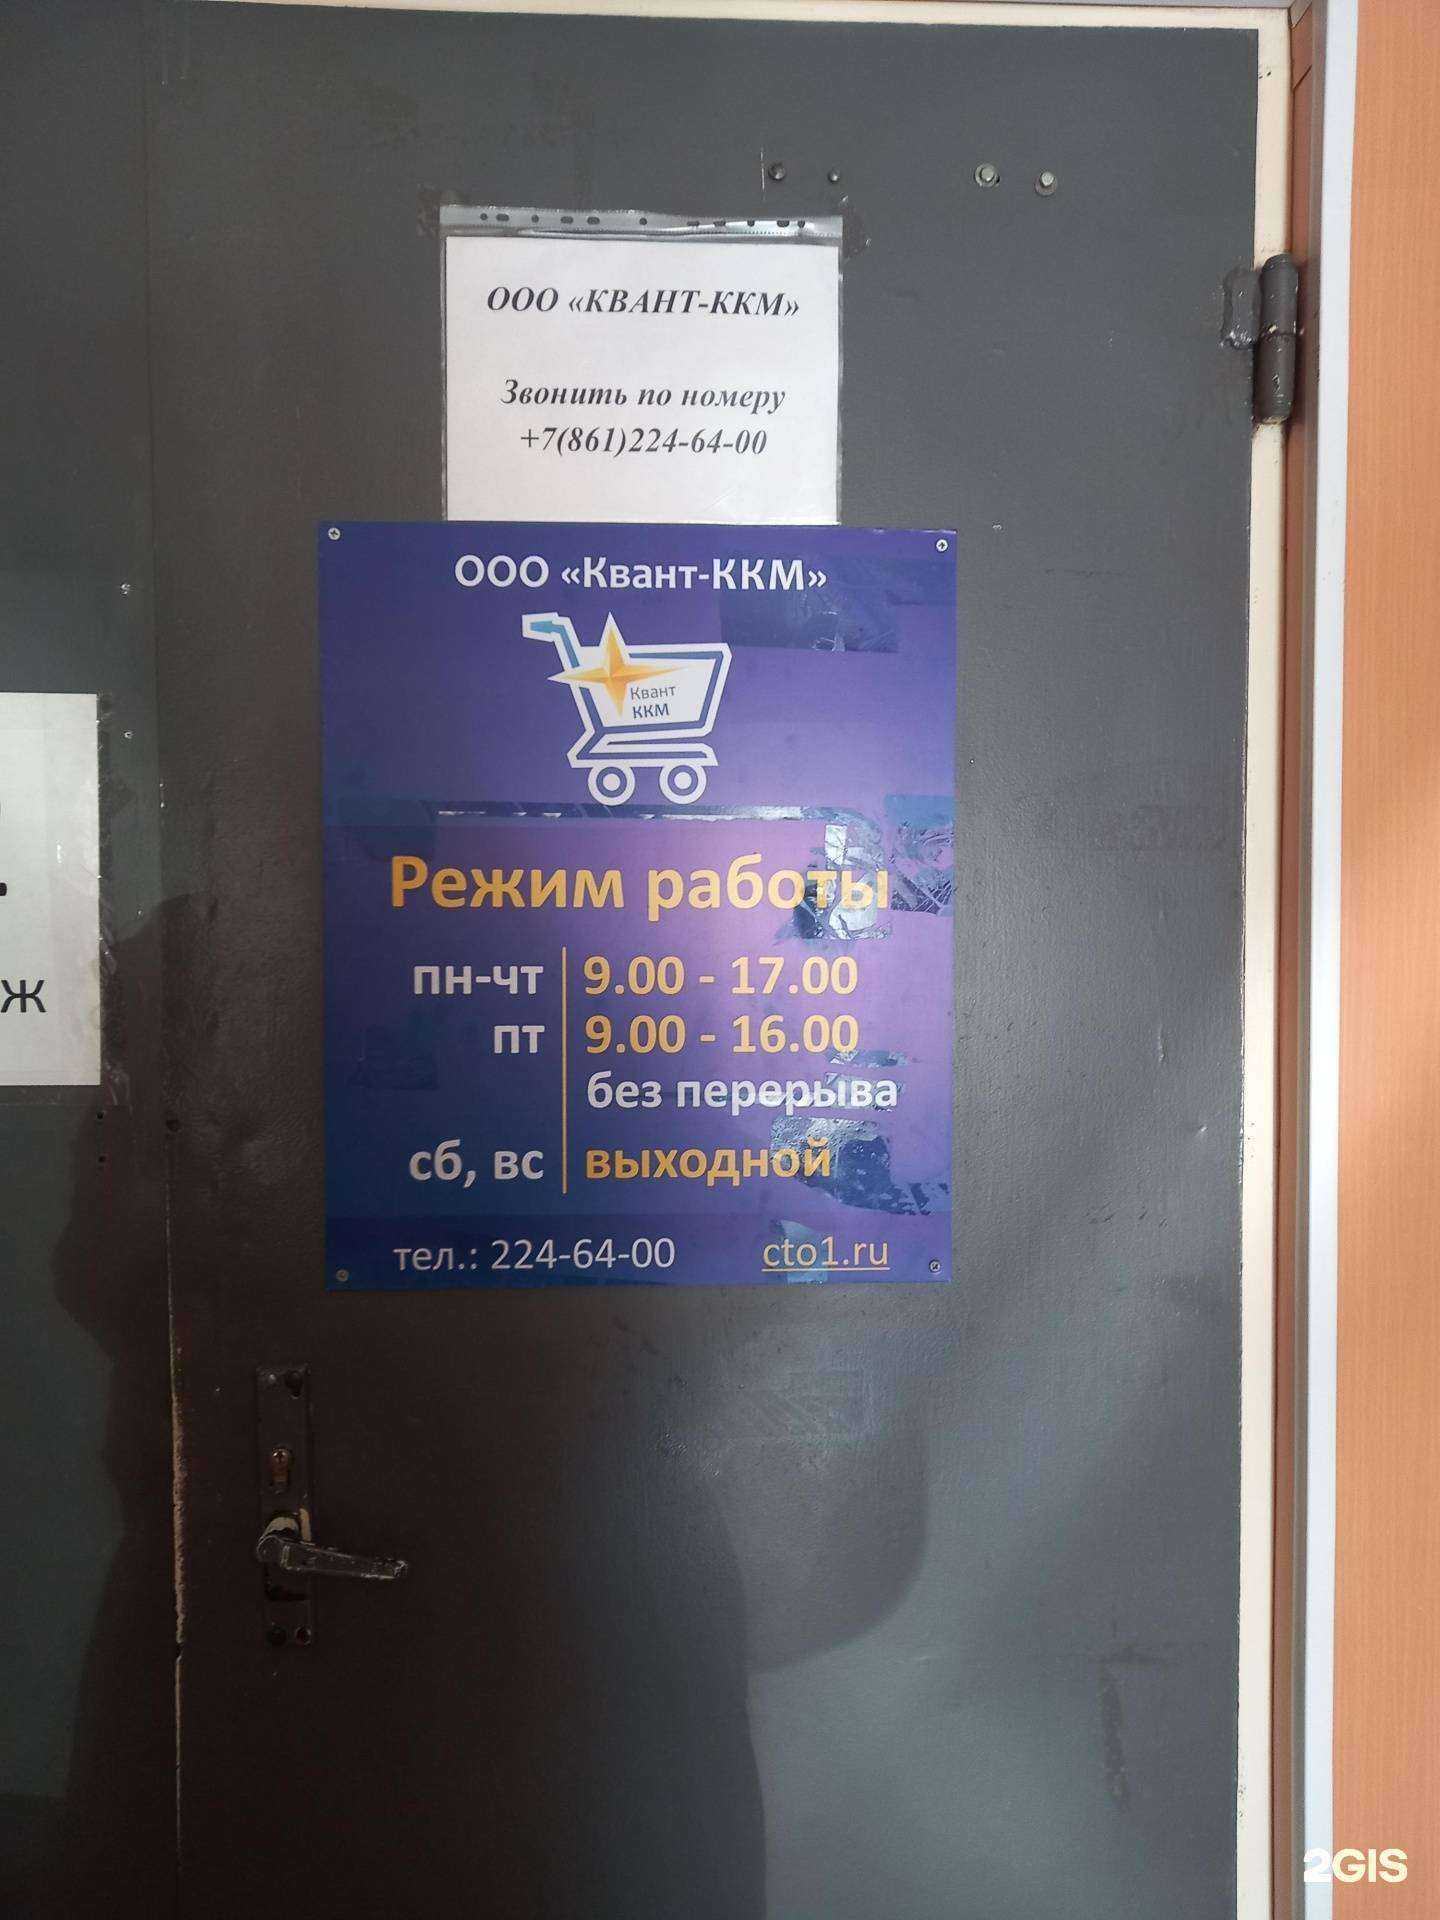 ООО «КВАНТ-ККМ»
Звонить по номеру
+7(861)224-64-00
ООО «Квант-ККМ»
Квант
ККМ
Режим работы
пн-чт 9.00 - 17.00
пт 9.00 - 16.00
без перерыва
сб, вс выходной
тел.: 224-64-00 cto1.ru
ж
2GIS